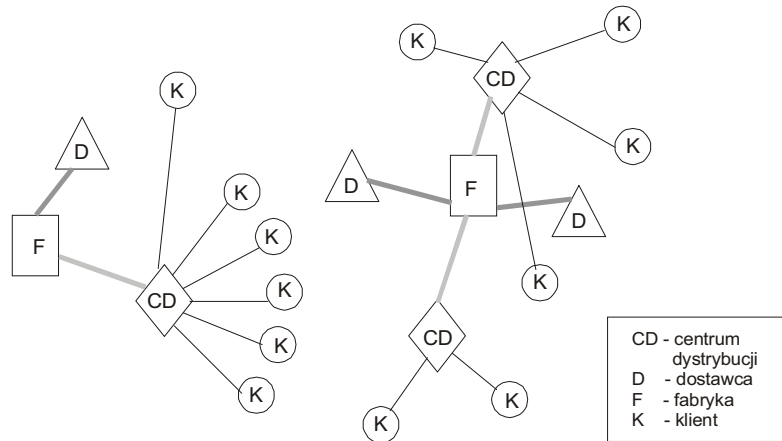 K
D
F
K
K
K
CD
K
K
K
K
K
CD
K
D
F
D
K
CD
K
K
CD - centrum
dystrybucji
D - dostawca
F - fabryka
K - klient